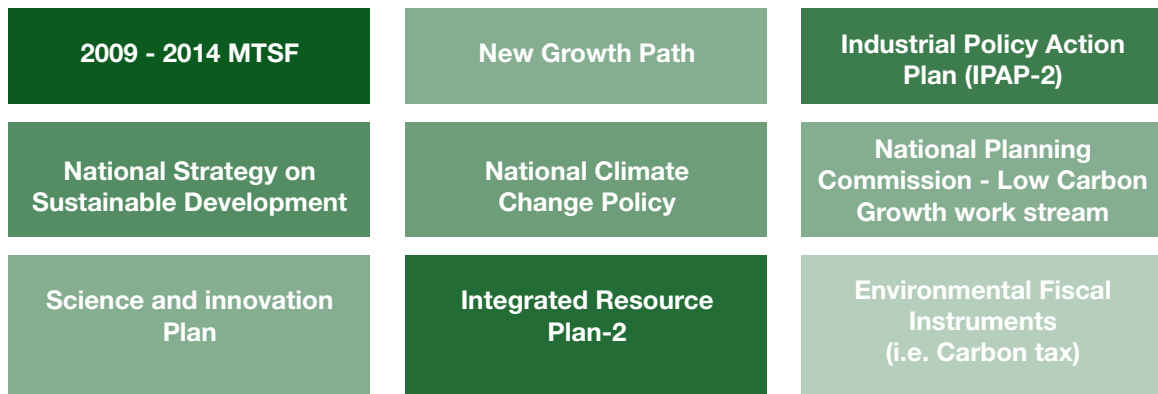 2009 - 2014 MTSF
New Growth Path
Industrial Policy Action
Plan (IPAP-2)
National Strategy on
Sustainable Development
National Climate
Change Policy
National Planning
Commission - Low Carbon
Growth work stream
Science and innovation
Plan
Integrated Resource
Plan-2
Environmental Fiscal
Instruments
(i.e. Carbon tax)